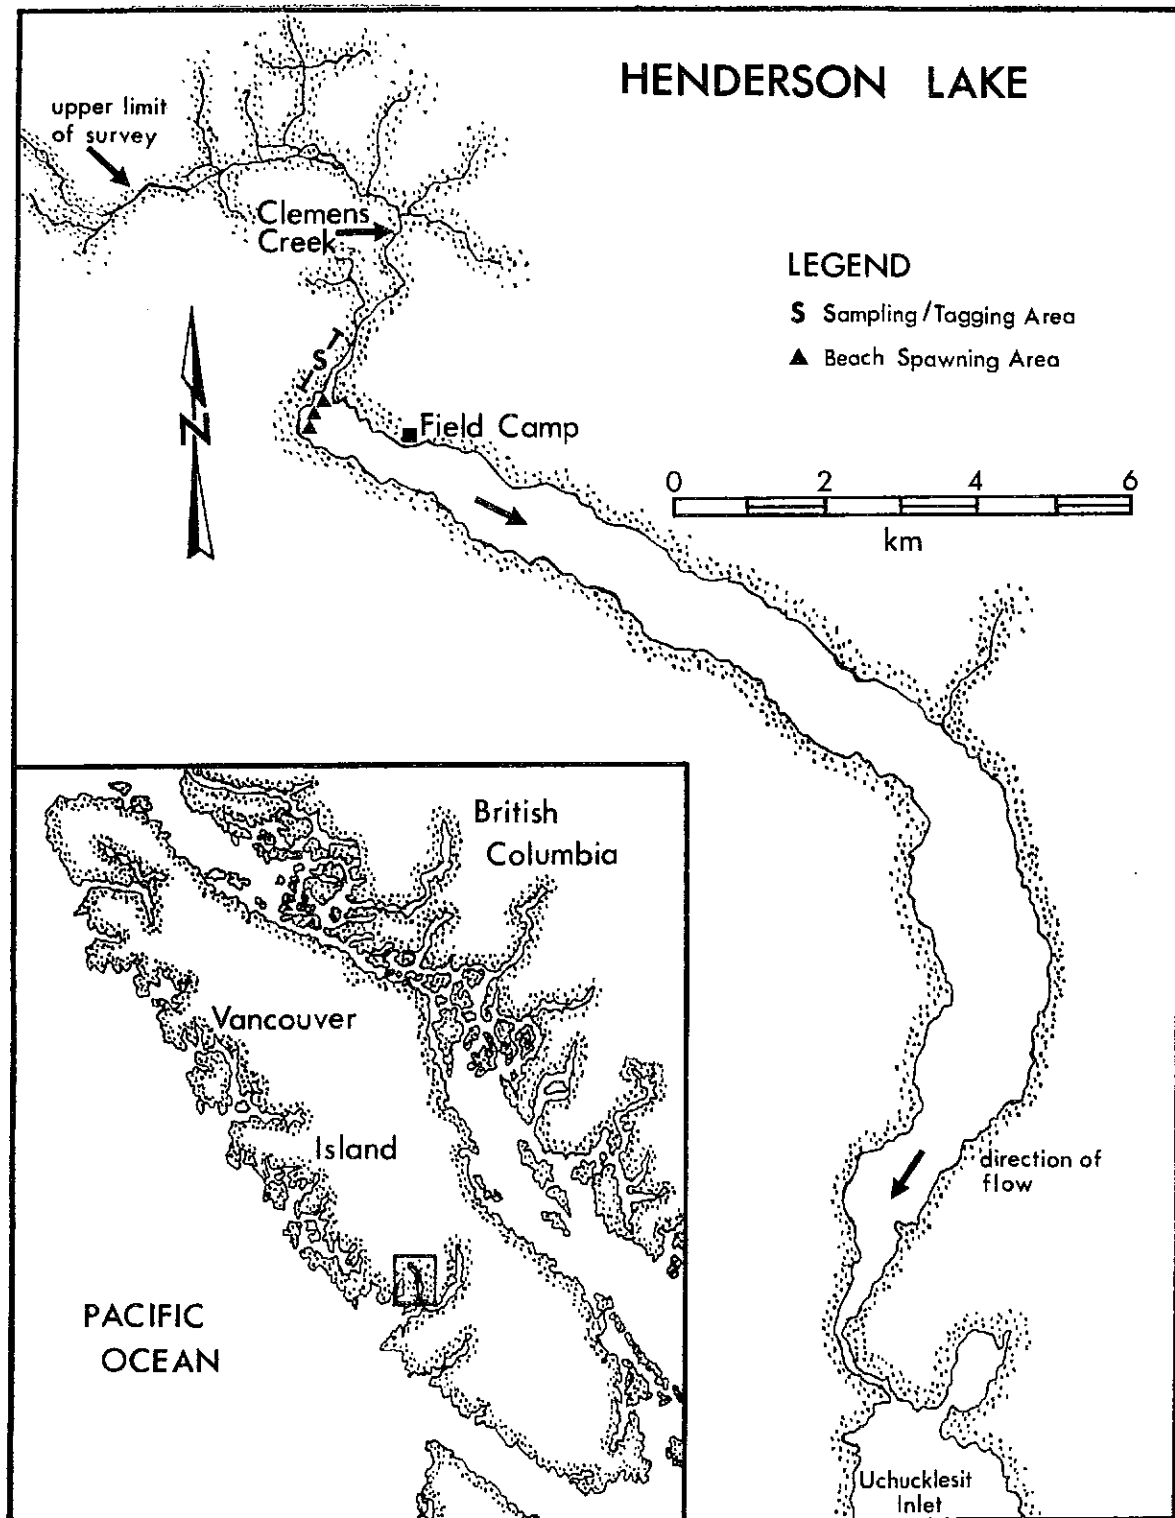 HENDERSON LAKE
upper limit
of survey
Clemens
Creek
LEGEND
S Sampling/Tagging Area
▲ Beach Spawning Area
S
N
Field Camp
0 2 4 6
km
direction of
flow
Uchucklesit
Inlet
British
Columbia
Vancouver
Island
PACIFIC
OCEAN